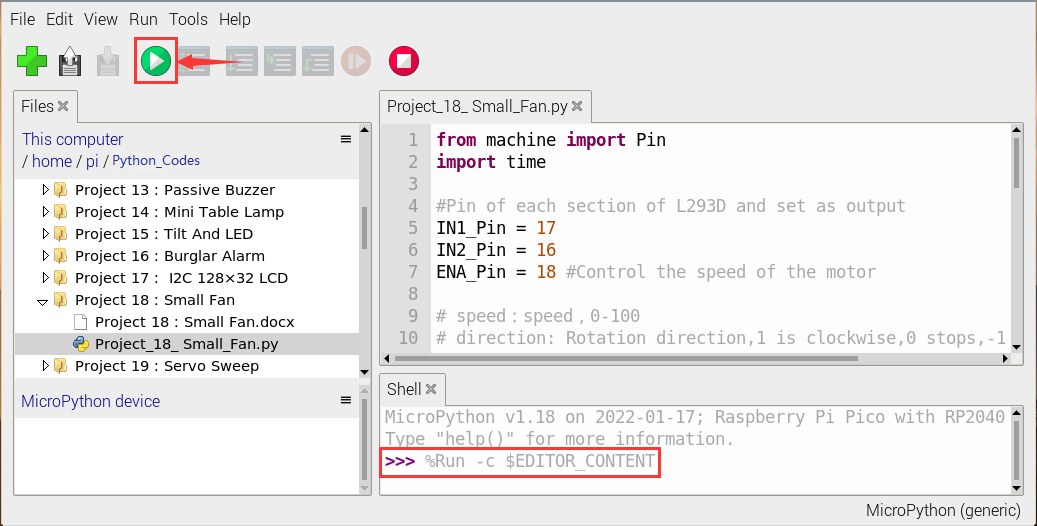 File Edit View Run Tools Help
Files
This computer
/ home / pi / Python_Codes
Project 13 : Passive Buzzer
Project 14 : Mini Table Lamp
Project 15 : Tilt And LED
Project 16 : Burglar Alarm
Project 17 : I2C 128×32 LCD
Project 18 : Small Fan
Project 18 : Small Fan.docx
Project_18_ Small_Fan.py
Project 19 : Servo Sweep
MicroPython device
Project_18_ Small_Fan.py
1 from machine import Pin
2 import time
3
4 #Pin of each section of L293D and set as output
5 IN1_Pin = 17
6 IN2_Pin = 16
7 ENA_Pin = 18 #Control the speed of the motor
8
9 # speed : speed , 0-100
10 # direction: Rotation direction,1 is clockwise,0 stops,-1
Shell
MicroPython v1.18 on 2022-01-17; Raspberry Pi Pico with RP2040
Type "help()" for more information.
>>> %Run -c $EDITOR_CONTENT
MicroPython (generic)